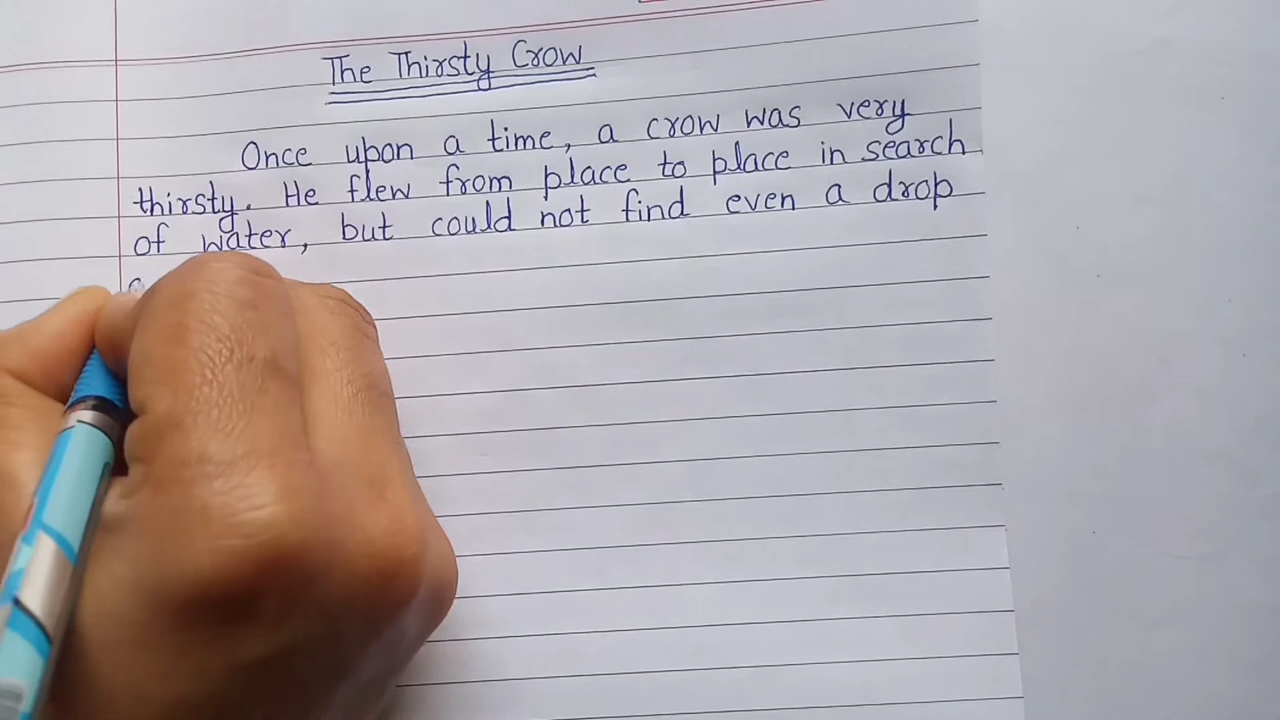 The Thirsty Crow
Once upon a time, a crow was very
thirsty. He flew from place to place in search
of water, but could not find even a drop